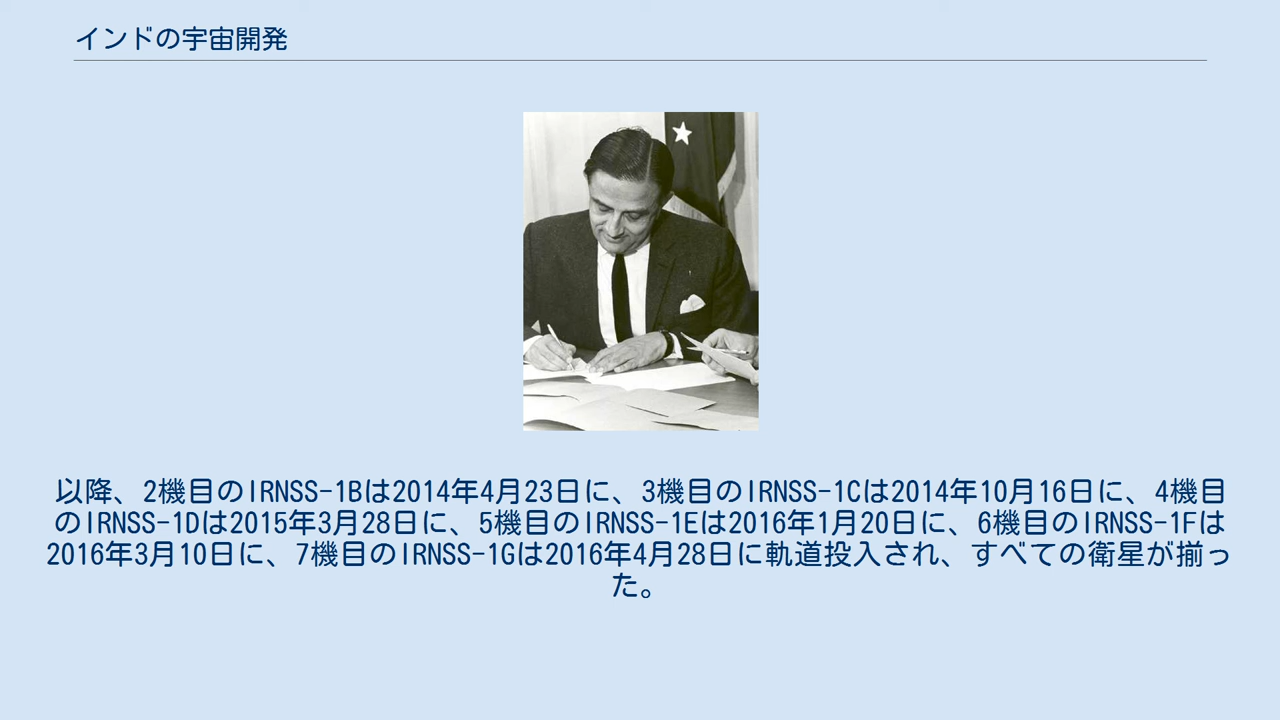 インドの宇宙開発
以降、2機目のIRNSS-1Bは2014年4月23日に、3機目のIRNSS-1Cは2014年10月16日に、4機目
のIRNSS-1Dは2015年3月28日に、5機目のIRNSS-1Eは2016年1月20日に、6機目のIRNSS-1Fは
2016年3月10日に、7機目のIRNSS-1Gは2016年4月28日に軌道投入され、すべての衛星が揃っ
た。